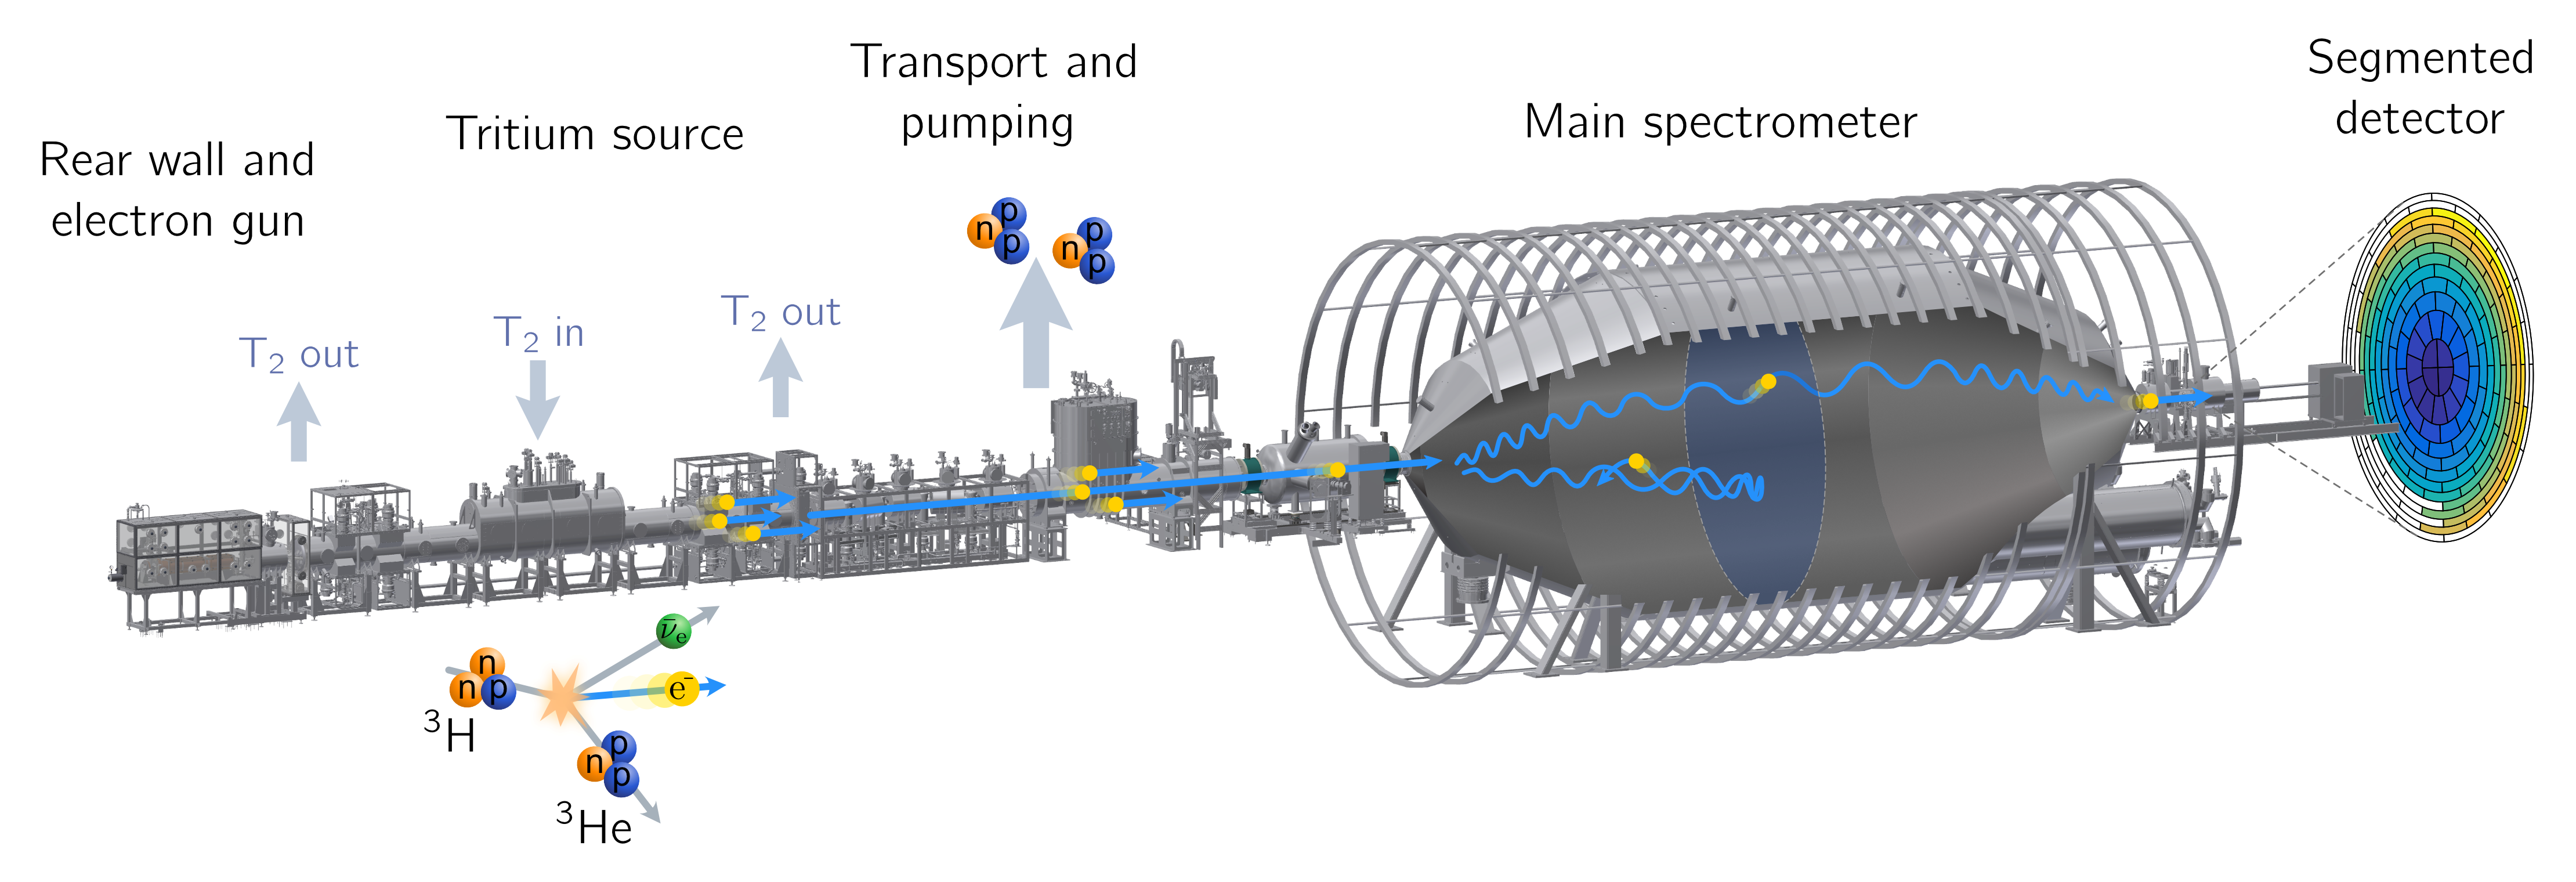 Rear wall and
electron gun
Tritium source
Transport and
pumping
Main spectrometer
Segmented
detector
T₂ out
T₂ in
T₂ out
n p p
n p p
n n p
³H
ν̄ₑ
e⁻
n p p
³He